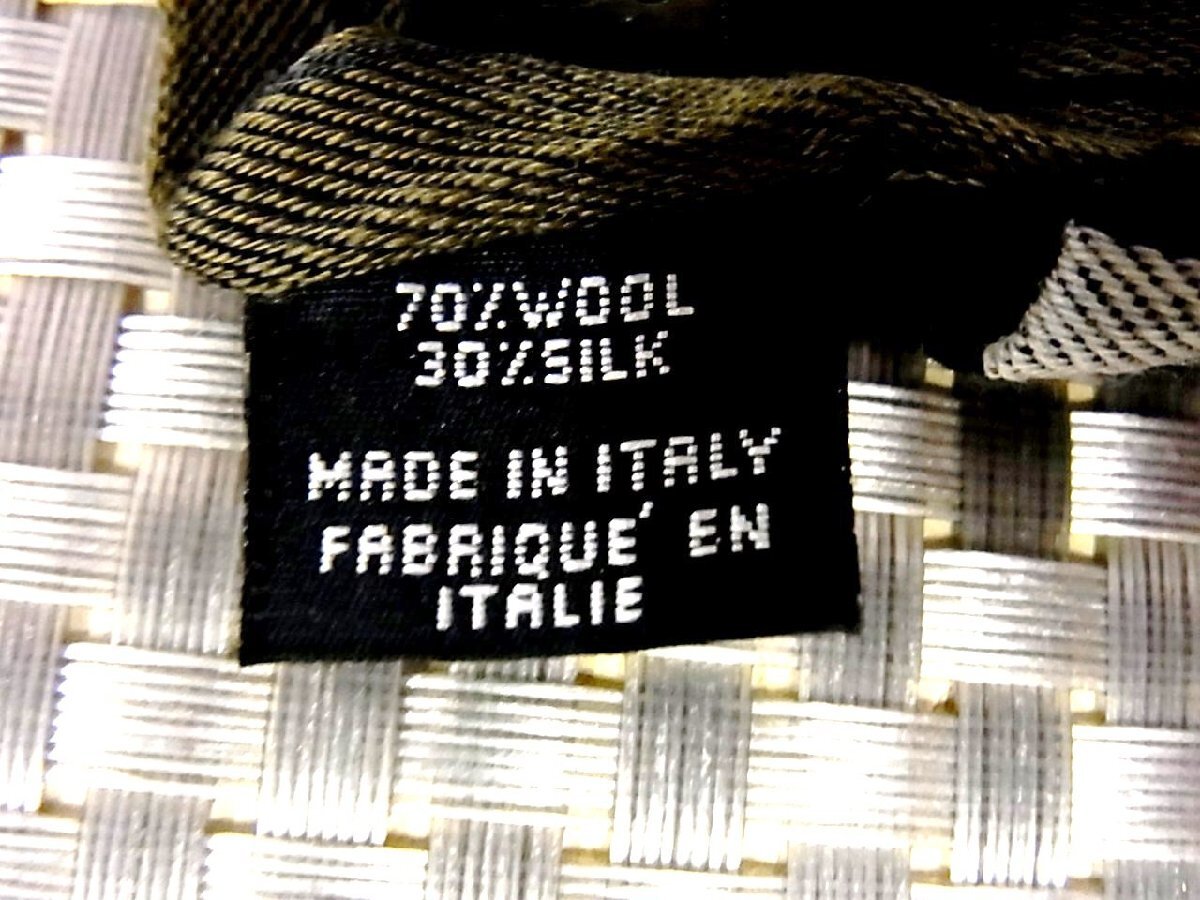 70%WOOL
30%SILK
MADE IN ITALY
FABRIQUE' EN
ITALIE